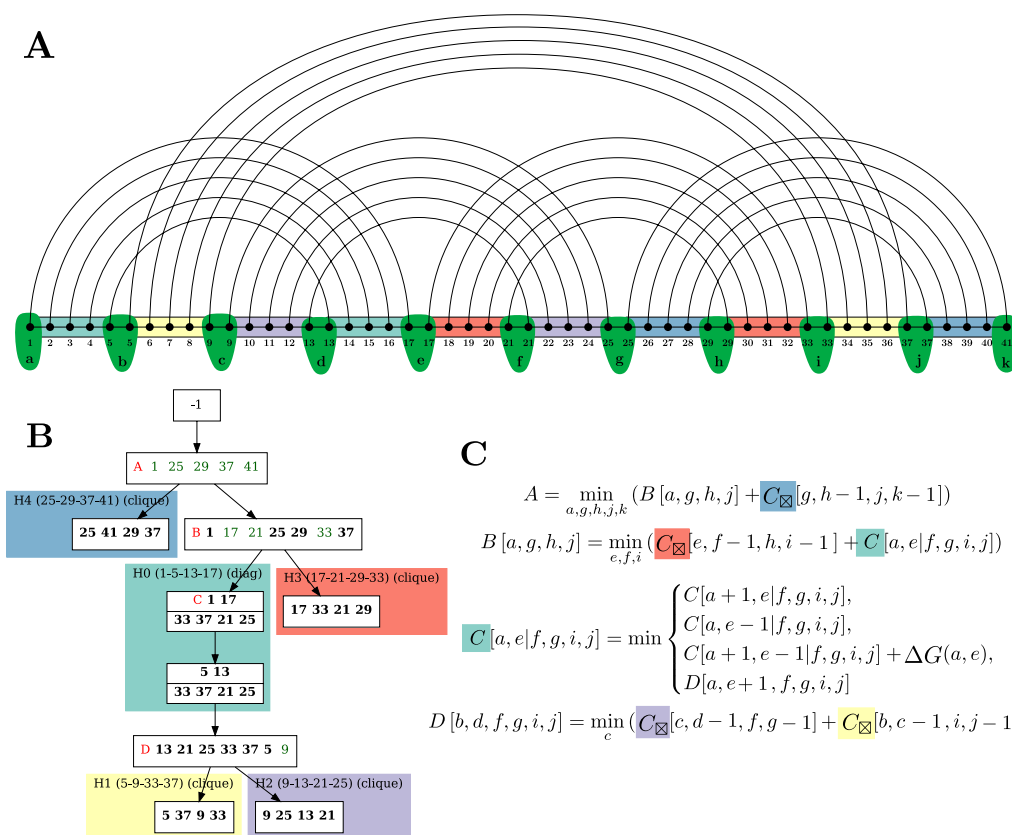 A
1 2 3 4 5 5 6 7 8 9 9 10 11 12 13 13 14 15 16 17 17 18 19 20 21 21 22 23 24 25 25 26 27 28 29 29 30 31 32 33 33 34 35 36 37 37 38 39 40 41
a b c d e f g h i j k
B
-1
A 1 25 29 37 41
H4 (25-29-37-41) (clique)
25 41 29 37
B 1 17 21 25 29 33 37
H0 (1-5-13-17) (diag)
C 1 17
33 37 21 25
H3 (17-21-29-33) (clique)
17 33 21 29
5 13
33 37 21 25
D 13 21 25 33 37 5 9
H1 (5-9-33-37) (clique)
5 37 9 33
H2 (9-13-21-25) (clique)
9 25 13 21
C
A = min (B [a, g, h, j] + C⊠[g, h − 1, j, k − 1])
a,g,h,j,k
B [a, g, h, j] = min (C⊠[e, f − 1, h, i − 1 ] + C [a, e|f, g, i, j])
e,f,i
C [a, e|f, g, i, j] = min { C[a + 1, e|f, g, i, j],
C[a, e − 1|f, g, i, j],
C[a + 1, e − 1|f, g, i, j] + ΔG(a, e),
D[a, e + 1, f, g, i, j]
D [b, d, f, g, i, j] = min ( C⊠[c, d − 1, f, g − 1] + C⊠[b, c − 1, i, j − 1
c